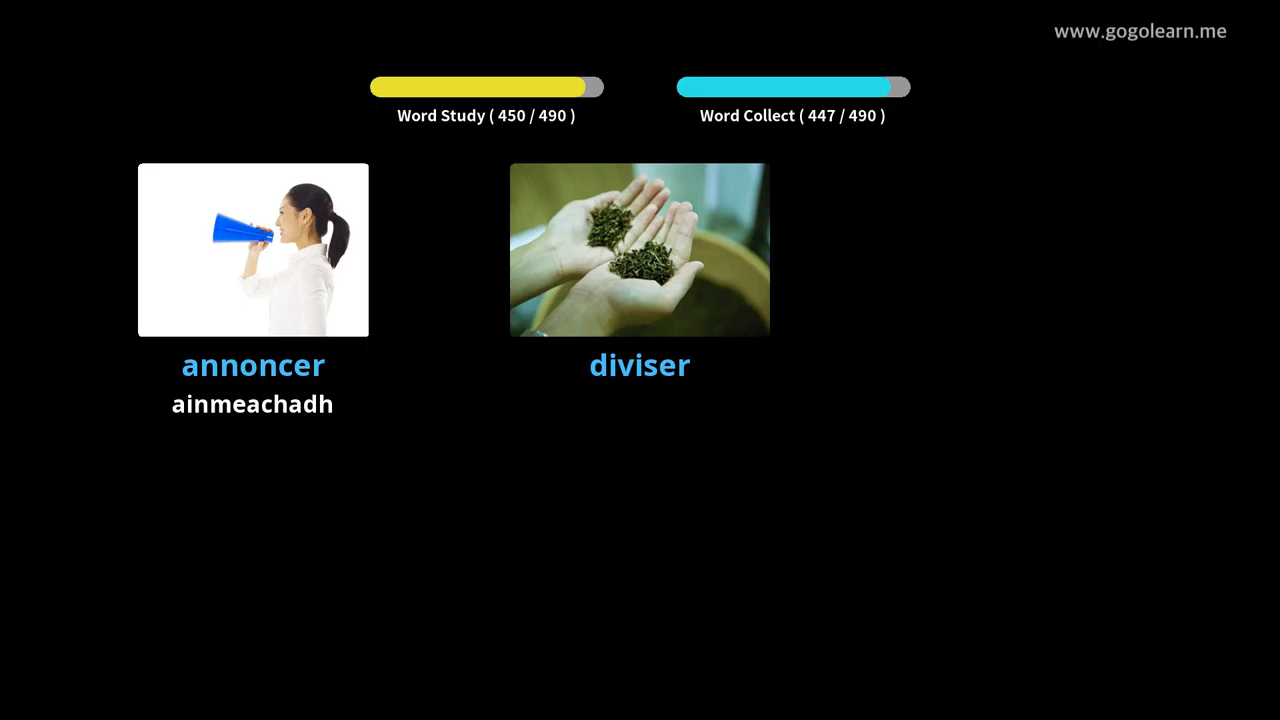 www.gogolearn.me
Word Study ( 450 / 490 )
Word Collect ( 447 / 490 )
annoncer
ainmeachadh
diviser